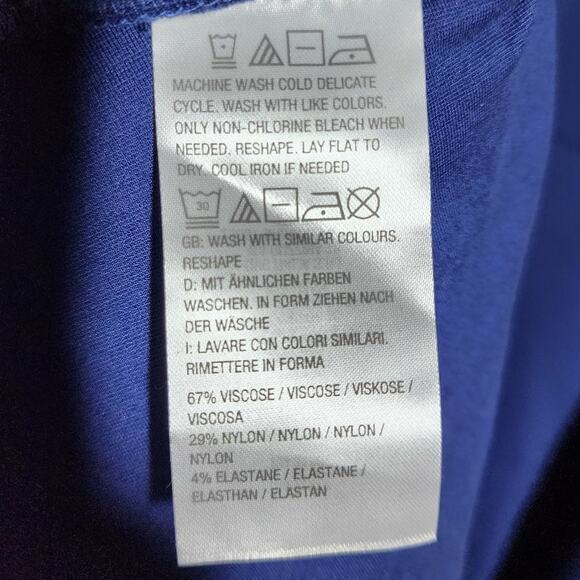 MACHINE WASH COLD DELICATE
CYCLE. WASH WITH LIKE COLORS.
ONLY NON-CHLORINE BLEACH WHEN
NEEDED. RESHAPE. LAY FLAT TO
DRY. COOL IRON IF NEEDED
30
GB: WASH WITH SIMILAR COLOURS.
RESHAPE
D: MIT ÄHNLICHEN FARBEN
WASCHEN. IN FORM ZIEHEN NACH
DER WÄSCHE
I: LAVARE CON COLORI SIMILARI.
RIMETTERE IN FORMA
67% VISCOSE / VISCOSE / VISKOSE /
VISCOSA
29% NYLON / NYLON / NYLON /
NYLON
4% ELASTANE / ELASTANE /
ELASTHAN / ELASTAN